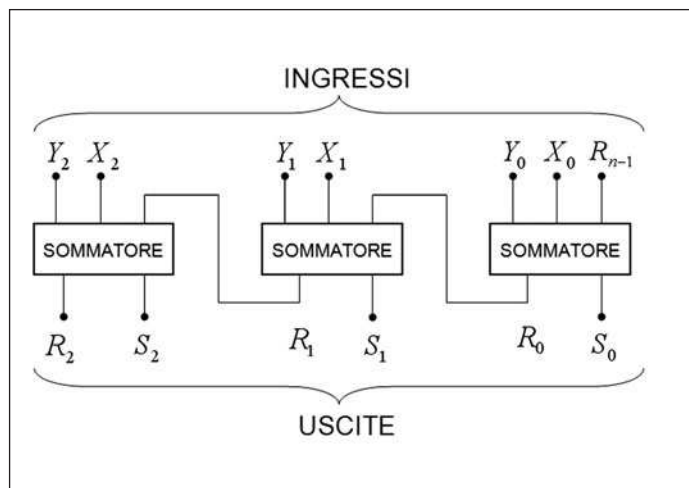 INGRESSI
Y₂ X₂ Y₁ X₁ Y₀ X₀ Rₙ₋₁
SOMMATORE SOMMATORE SOMMATORE
R₂ S₂ R₁ S₁ R₀ S₀
USCITE